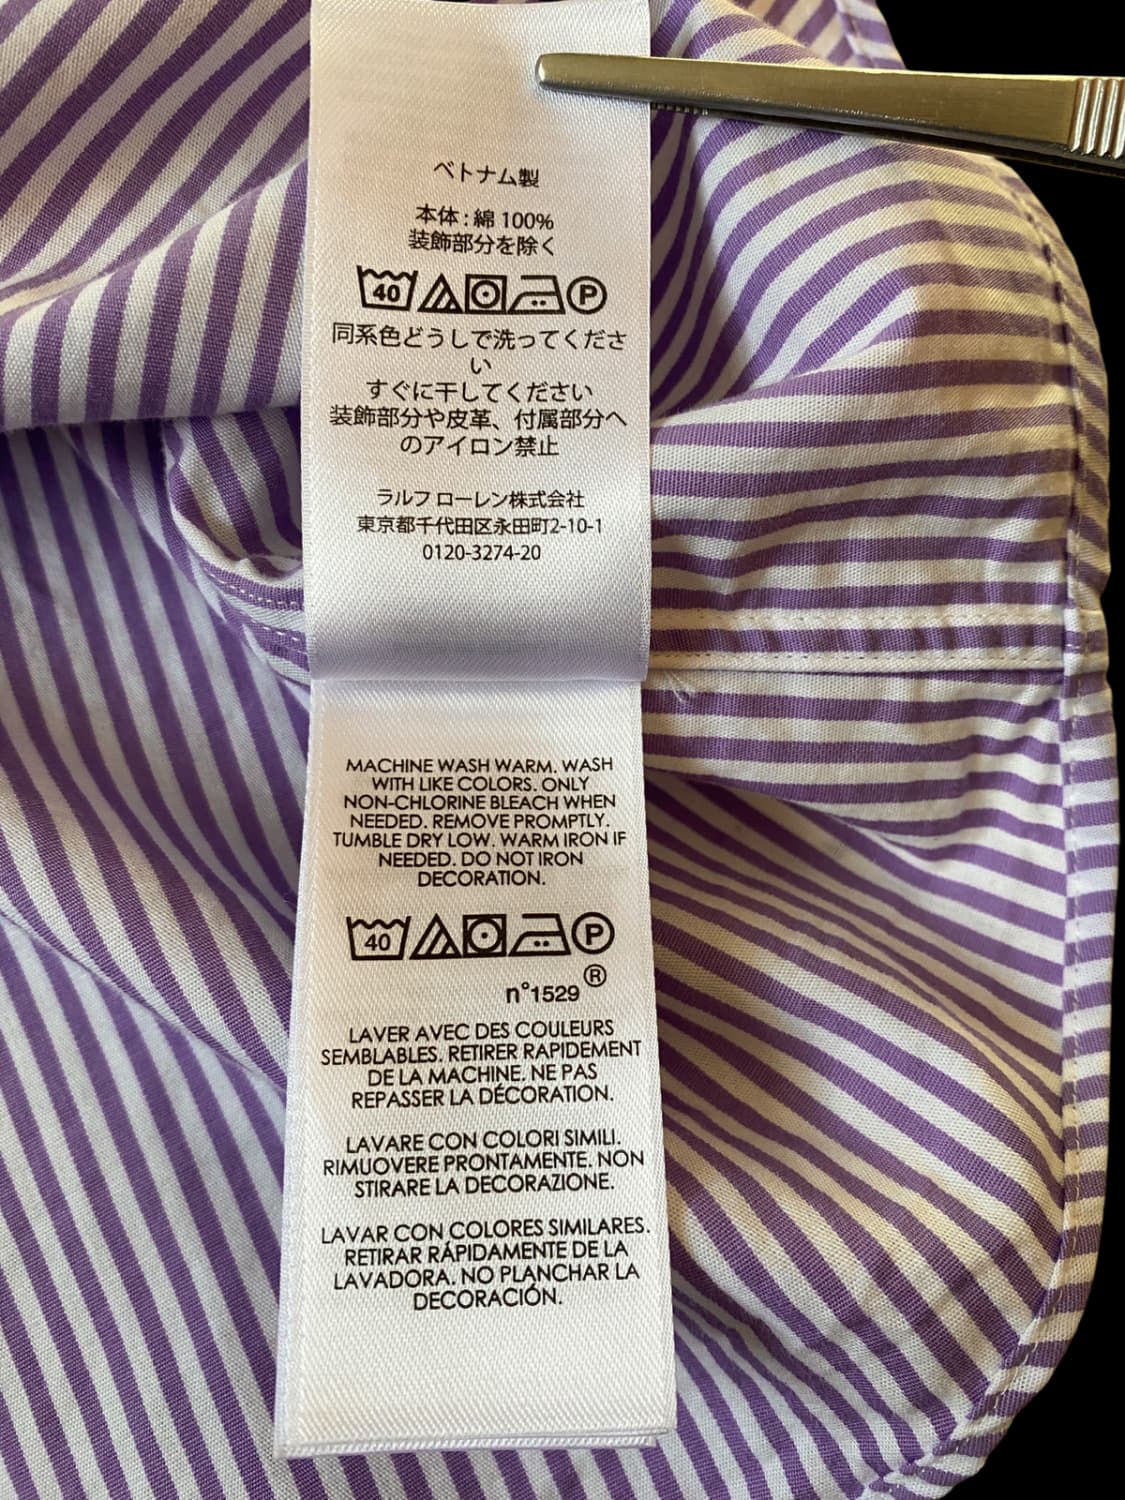 ベトナム製
本体 : 綿 100%
装飾部分を除く
40 P
同系色どうしで洗ってくださ
い
すぐに干してください
装飾部分や皮革、付属部分へ
のアイロン禁止
ラルフ ローレン株式会社
東京都千代田区永田町2-10-1
0120-3274-20
MACHINE WASH WARM. WASH
WITH LIKE COLORS. ONLY
NON-CHLORINE BLEACH WHEN
NEEDED. REMOVE PROMPTLY.
TUMBLE DRY LOW. WARM IRON IF
NEEDED. DO NOT IRON
DECORATION.
40 P
n°1529 ®
LAVER AVEC DES COULEURS
SEMBLABLES. RETIRER RAPIDEMENT
DE LA MACHINE. NE PAS
REPASSER LA DÉCORATION.
LAVARE CON COLORI SIMILI.
RIMUOVERE PRONTAMENTE. NON
STIRARE LA DECORAZIONE.
LAVAR CON COLORES SIMILARES.
RETIRAR RÁPIDAMENTE DE LA
LAVADORA. NO PLANCHAR LA
DECORACIÓN.